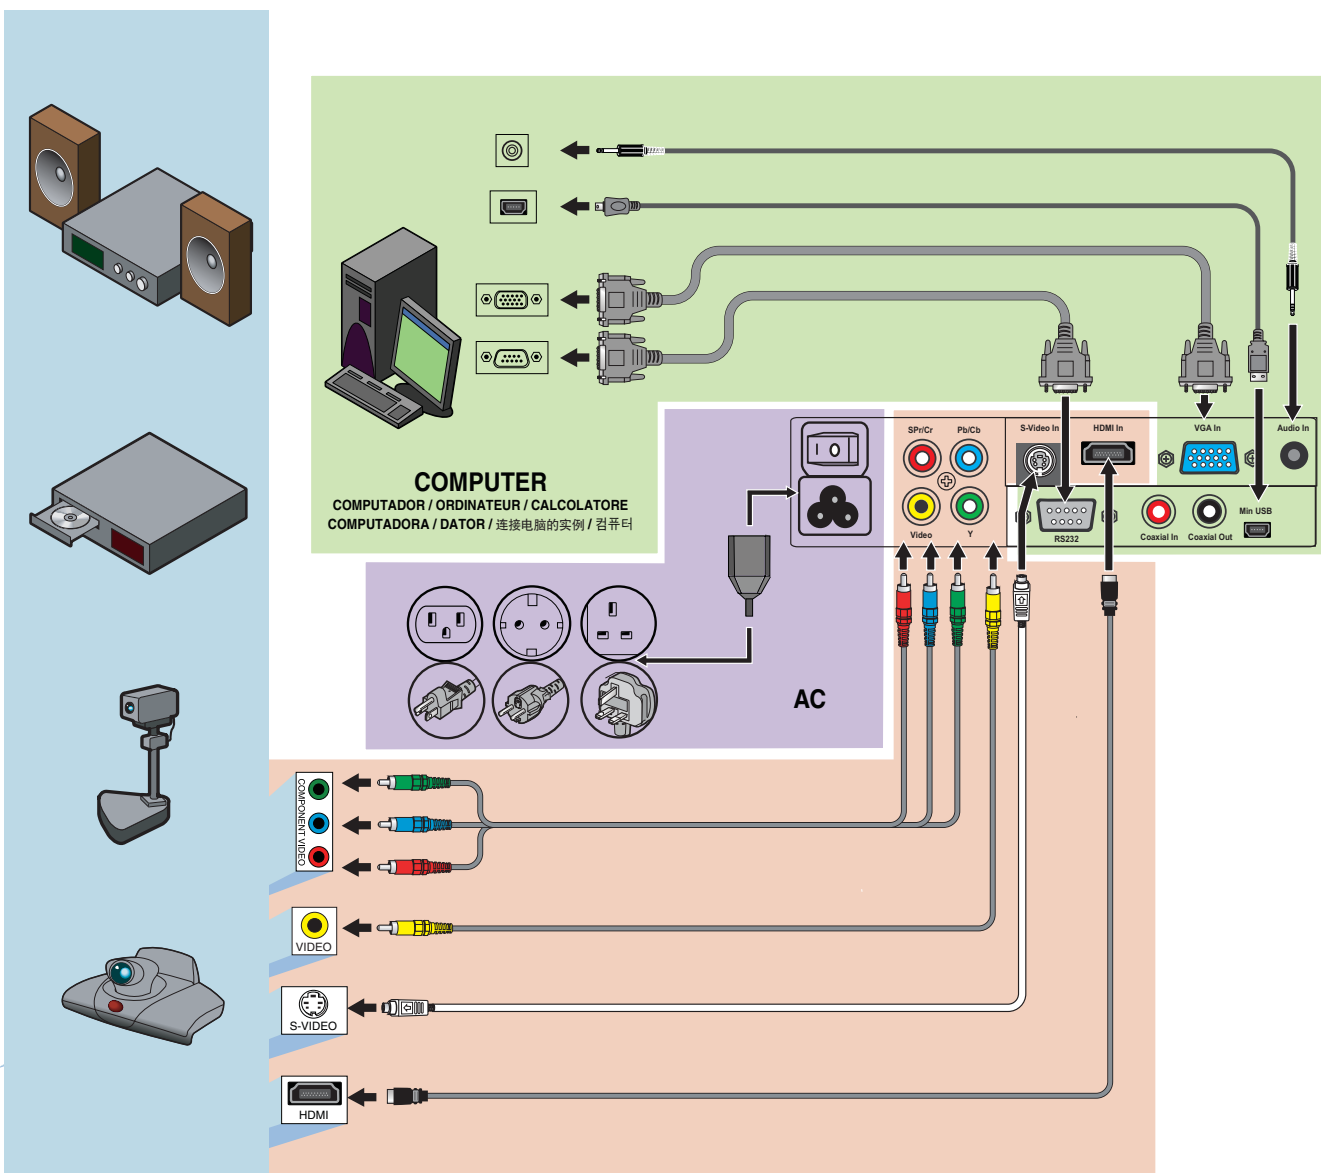 COMPUTER
COMPUTADOR / ORDINATEUR / CALCOLATORE
COMPUTADORA / DATOR / 连接电脑的实例 / 컴퓨터
SPr/Cr
Pb/Cb
S-Video In
HDMI In
VGA In
Audio In
Video
Y
RS232
Coaxial In
Coaxial Out
Min USB
AC
COMPONENT VIDEO
VIDEO
S-VIDEO
HDMI